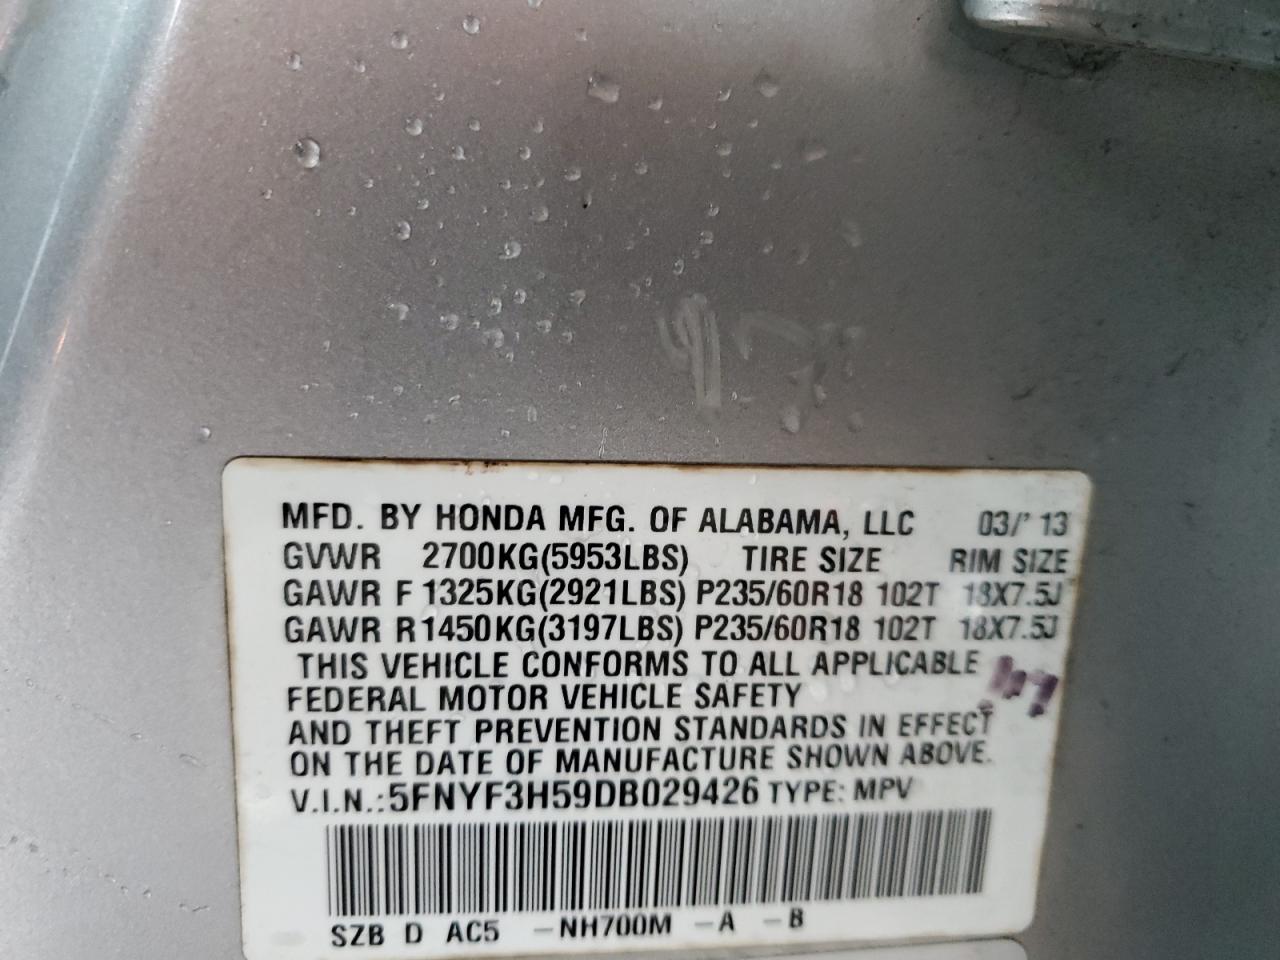 MFD. BY HONDA MFG. OF ALABAMA, LLC 03/' 13
GVWR 2700KG(5953LBS) TIRE SIZE RIM SIZE
GAWR F 1325KG(2921LBS) P235/60R18 102T 18X7.5J
GAWR R 1450KG(3197LBS) P235/60R18 102T 18X7.5J
THIS VEHICLE CONFORMS TO ALL APPLICABLE
FEDERAL MOTOR VEHICLE SAFETY
AND THEFT PREVENTION STANDARDS IN EFFECT
ON THE DATE OF MANUFACTURE SHOWN ABOVE.
V.I.N.:5FNYF3H59DB029426 TYPE: MPV
SZB D AC5 -NH700M -A -B